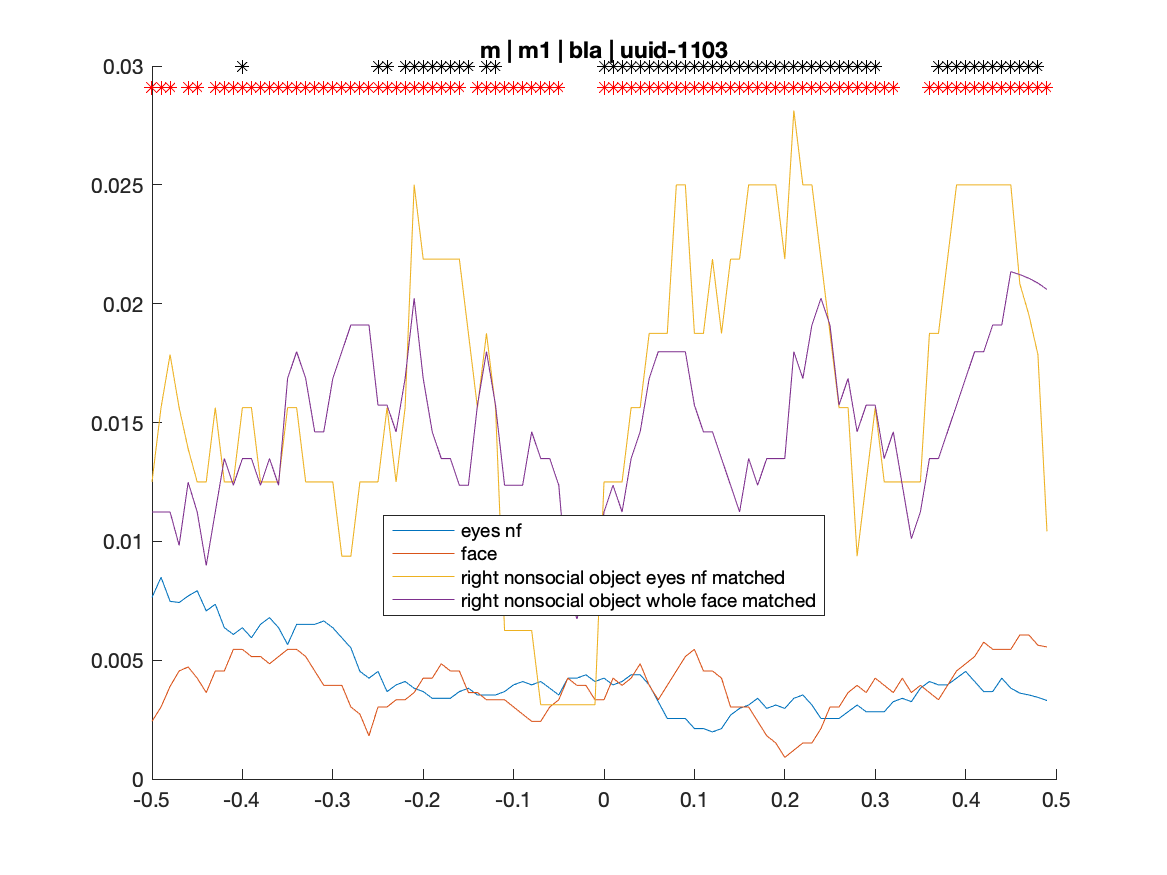 m | m1 | bla | uuid-1103
0.03
0.025
0.02
0.015
0.01
0.005
0
eyes nf
face
right nonsocial object eyes nf matched
right nonsocial object whole face matched
-0.5 -0.4 -0.3 -0.2 -0.1 0 0.1 0.2 0.3 0.4 0.5